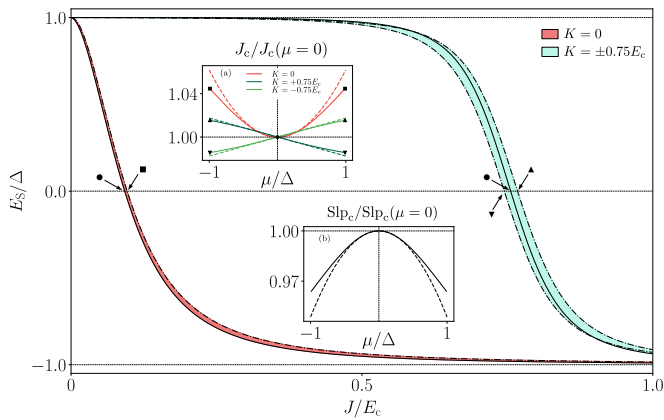 1.0
K = 0
K = ±0.75E_c
J_c/J_c(μ = 0)
(a)
K = 0
K = +0.75E_c
K = −0.75E_c
1.04
1.00
−1
0
1
μ/Δ
E_S/Δ
0.0
Slp_c/Slp_c(μ = 0)
1.00
(b)
0.97
−1
0
1
μ/Δ
−1.0
0
0.5
1.0
J/E_c